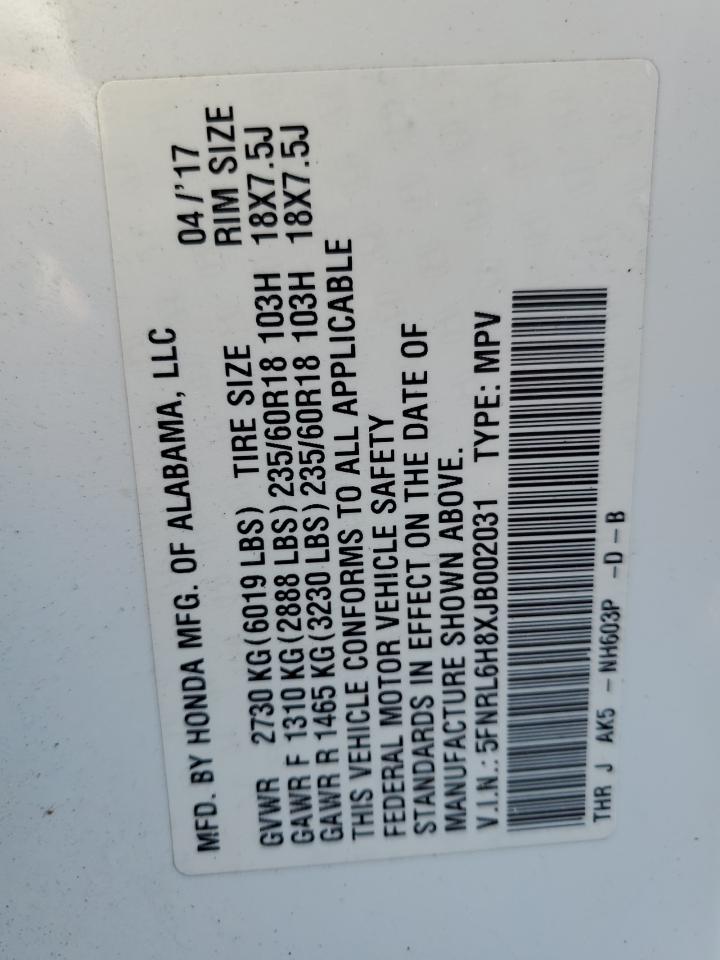 MFD. BY HONDA MFG. OF ALABAMA, LLC 04/'17
GVWR 2730 KG(6019 LBS) TIRE SIZE RIM SIZE
GAWR F 1310 KG(2888 LBS) 235/60R18 103H 18X7.5J
GAWR R 1465 KG(3230 LBS) 235/60R18 103H 18X7.5J
THIS VEHICLE CONFORMS TO ALL APPLICABLE
FEDERAL MOTOR VEHICLE SAFETY
STANDARDS IN EFFECT ON THE DATE OF
MANUFACTURE SHOWN ABOVE.
V.I.N.: 5FNRL6H8XJB002031 TYPE: MPV
THR J AK5 - NH603P -D-B